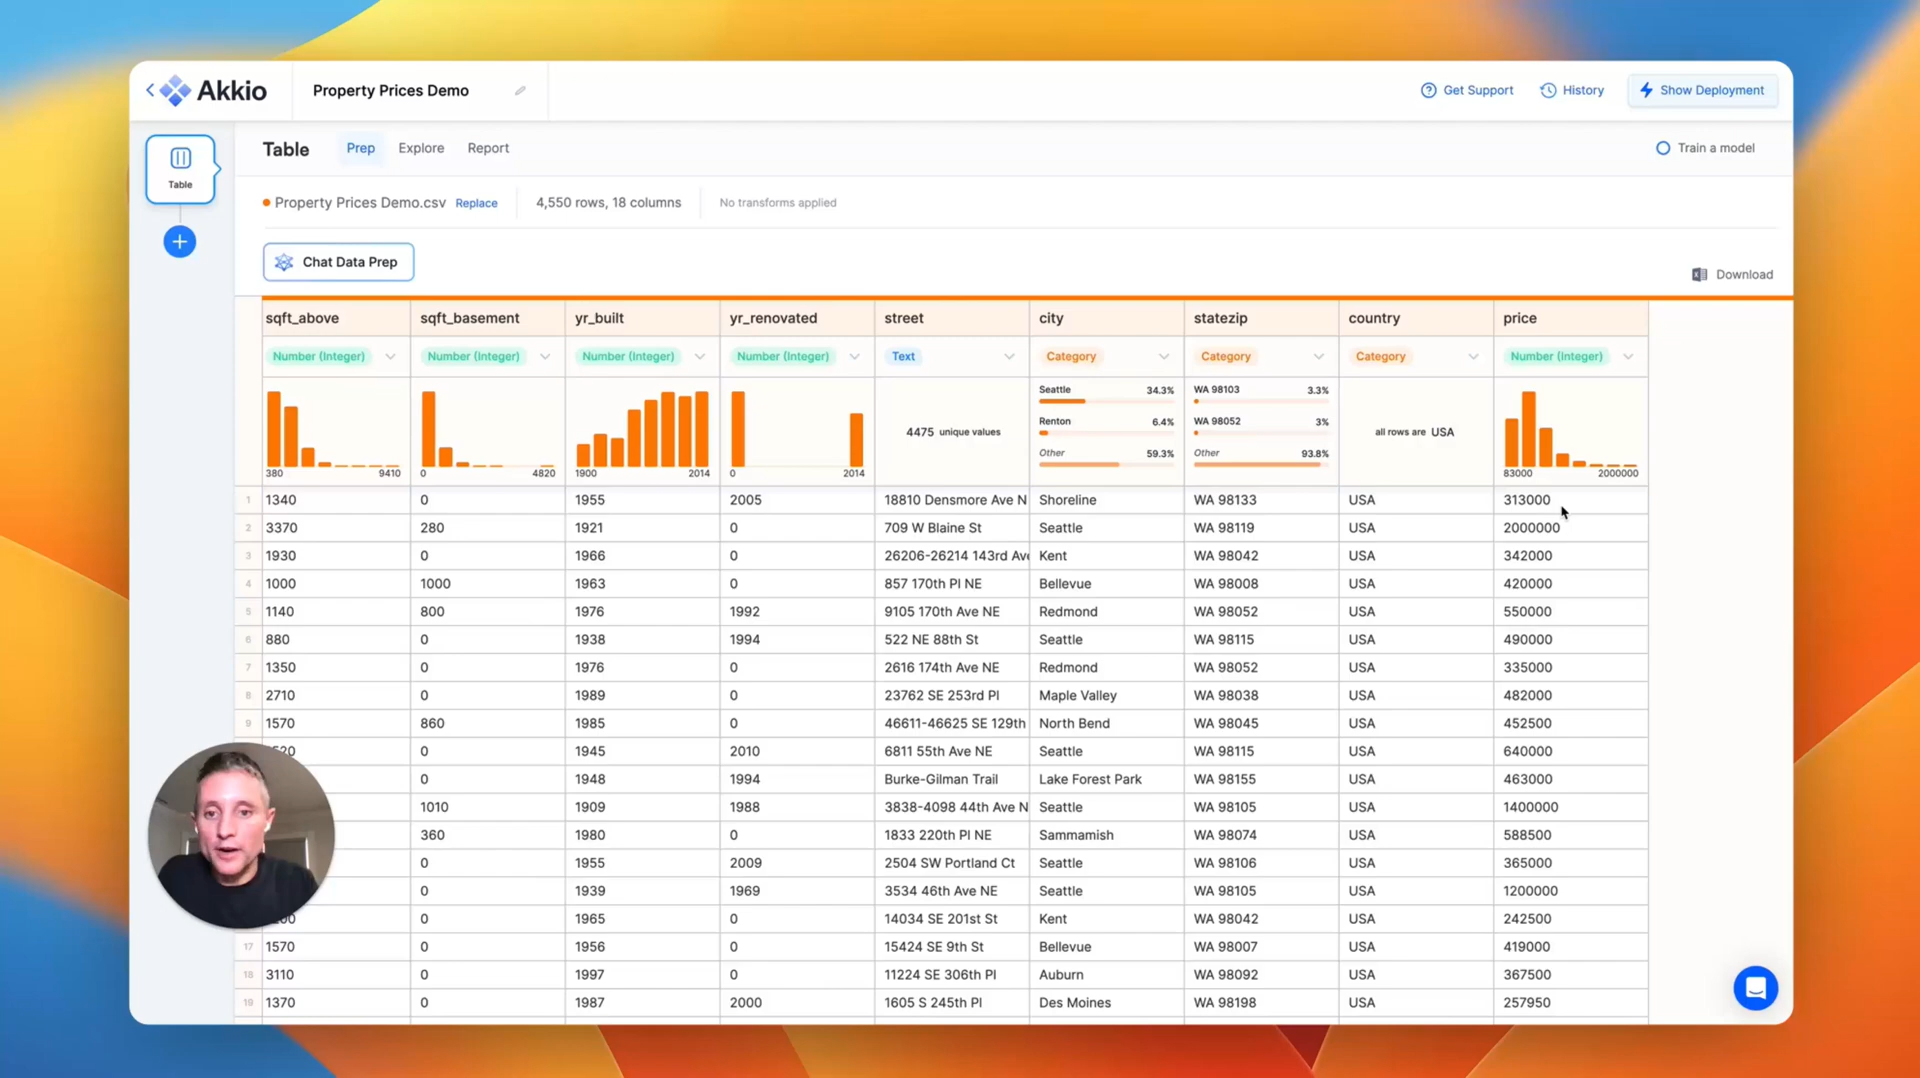 Akkio
Property Prices Demo
Get Support
History
Show Deployment
Table
Table Prep Explore Report
Train a model
Property Prices Demo.csv Replace 4,550 rows, 18 columns No transforms applied
Chat Data Prep
Download
sqft_above sqft_basement yr_built yr_renovated street city statezip country price
Number (Integer) Number (Integer) Number (Integer) Number (Integer) Text Category Category Category Number (Integer)
Seattle 34.3% WA 98103 3.3%
Renton 6.4% WA 98052 3%
4475 unique values all rows are USA
Other 59.3% Other 93.8%
380 9410 0 4820 1900 2014 0 2014 83000 2000000
1 1340 0 1955 2005 18810 Densmore Ave N Shoreline WA 98133 USA 313000
2 3370 280 1921 0 709 W Blaine St Seattle WA 98119 USA 2000000
3 1930 0 1966 0 26206-26214 143rd Ave Kent WA 98042 USA 342000
4 1000 1000 1963 0 857 170th Pl NE Bellevue WA 98008 USA 420000
5 1140 800 1976 1992 9105 170th Ave NE Redmond WA 98052 USA 550000
6 880 0 1938 1994 522 NE 88th St Seattle WA 98115 USA 490000
7 1350 0 1976 0 2616 174th Ave NE Redmond WA 98052 USA 335000
8 2710 0 1989 0 23762 SE 253rd Pl Maple Valley WA 98038 USA 482000
9 1570 860 1985 0 46611-46625 SE 129th North Bend WA 98045 USA 452500
0 1945 2010 6811 55th Ave NE Seattle WA 98115 USA 640000
0 1948 1994 Burke-Gilman Trail Lake Forest Park WA 98155 USA 463000
1010 1909 1988 3838-4098 44th Ave N Seattle WA 98105 USA 1400000
360 1980 0 1833 220th Pl NE Sammamish WA 98074 USA 588500
0 1955 2009 2504 SW Portland Ct Seattle WA 98106 USA 365000
0 1939 1969 3534 46th Ave NE Seattle WA 98105 USA 1200000
0 1965 0 14034 SE 201st St Kent WA 98042 USA 242500
17 1570 0 1956 0 15424 SE 9th St Bellevue WA 98007 USA 419000
18 3110 0 1997 0 11224 SE 306th Pl Auburn WA 98092 USA 367500
19 1370 0 1987 2000 1605 S 245th Pl Des Moines WA 98198 USA 257950